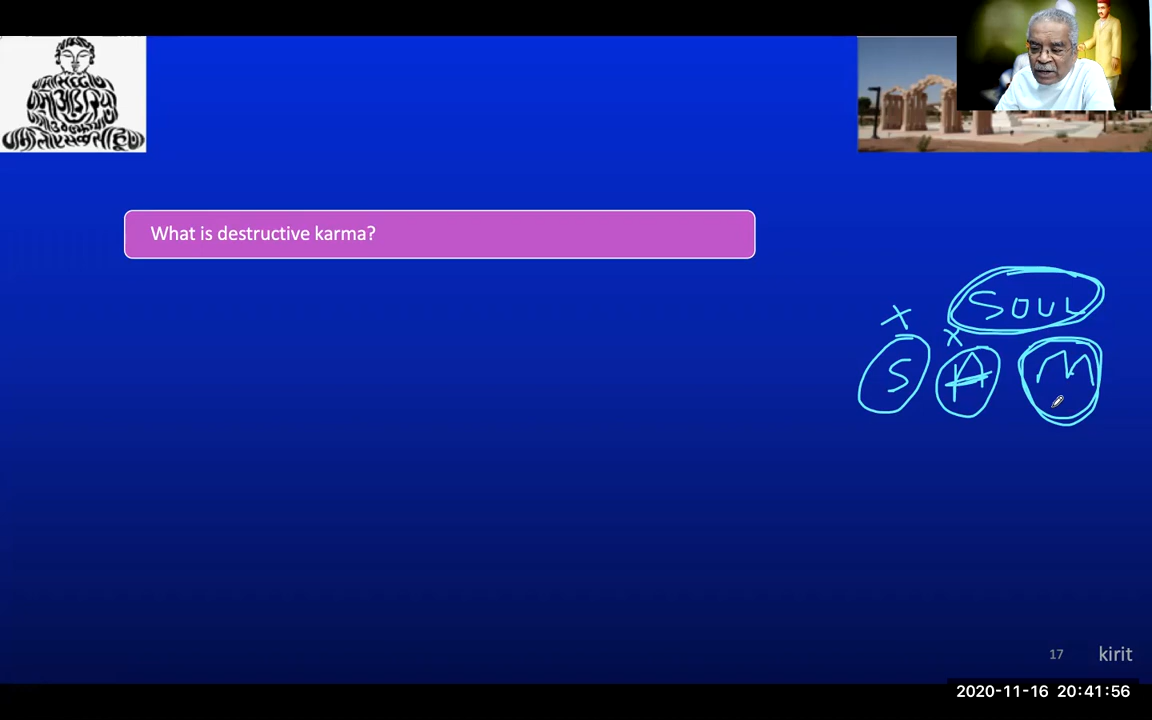 What is destructive karma?
SOUL
X
X
S
A
M
17
kirit
2020-11-16 20:41:56